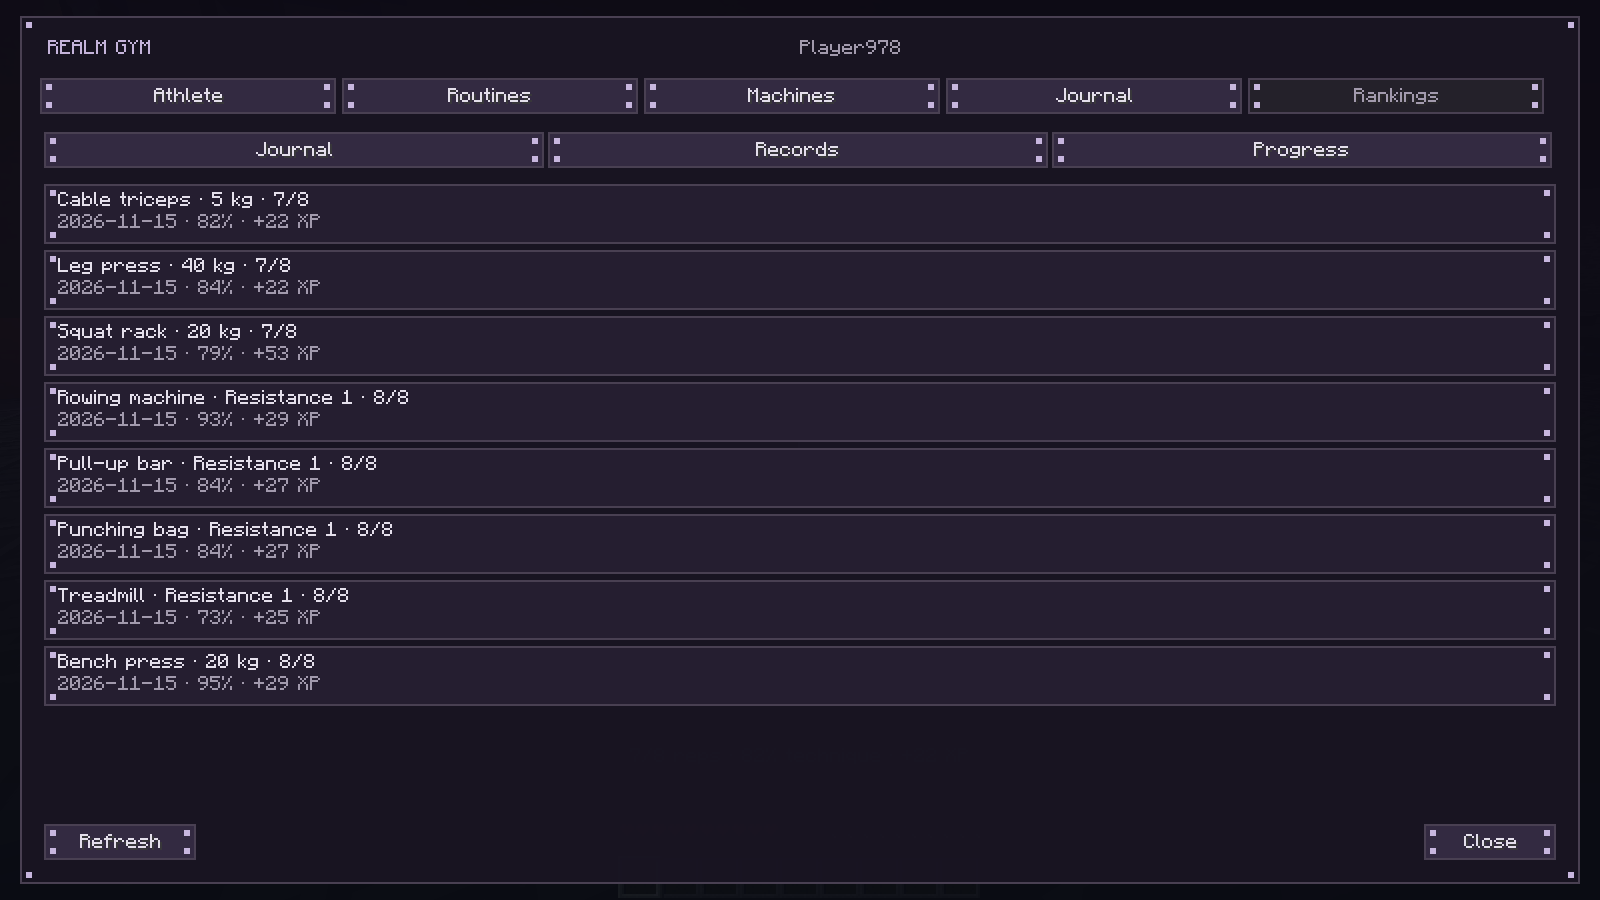 REALM GYM
Player978
Athlete
Routines
Machines
Journal
Rankings
Journal
Records
Progress
Cable triceps · 5 kg · 7/8
2026-11-15 · 82% · +22 XP
Leg press · 40 kg · 7/8
2026-11-15 · 84% · +22 XP
Squat rack · 20 kg · 7/8
2026-11-15 · 79% · +53 XP
Rowing machine · Resistance 1 · 8/8
2026-11-15 · 93% · +29 XP
Pull-up bar · Resistance 1 · 8/8
2026-11-15 · 84% · +27 XP
Punching bag · Resistance 1 · 8/8
2026-11-15 · 84% · +27 XP
Treadmill · Resistance 1 · 8/8
2026-11-15 · 73% · +25 XP
Bench press · 20 kg · 8/8
2026-11-15 · 95% · +29 XP
Refresh
Close